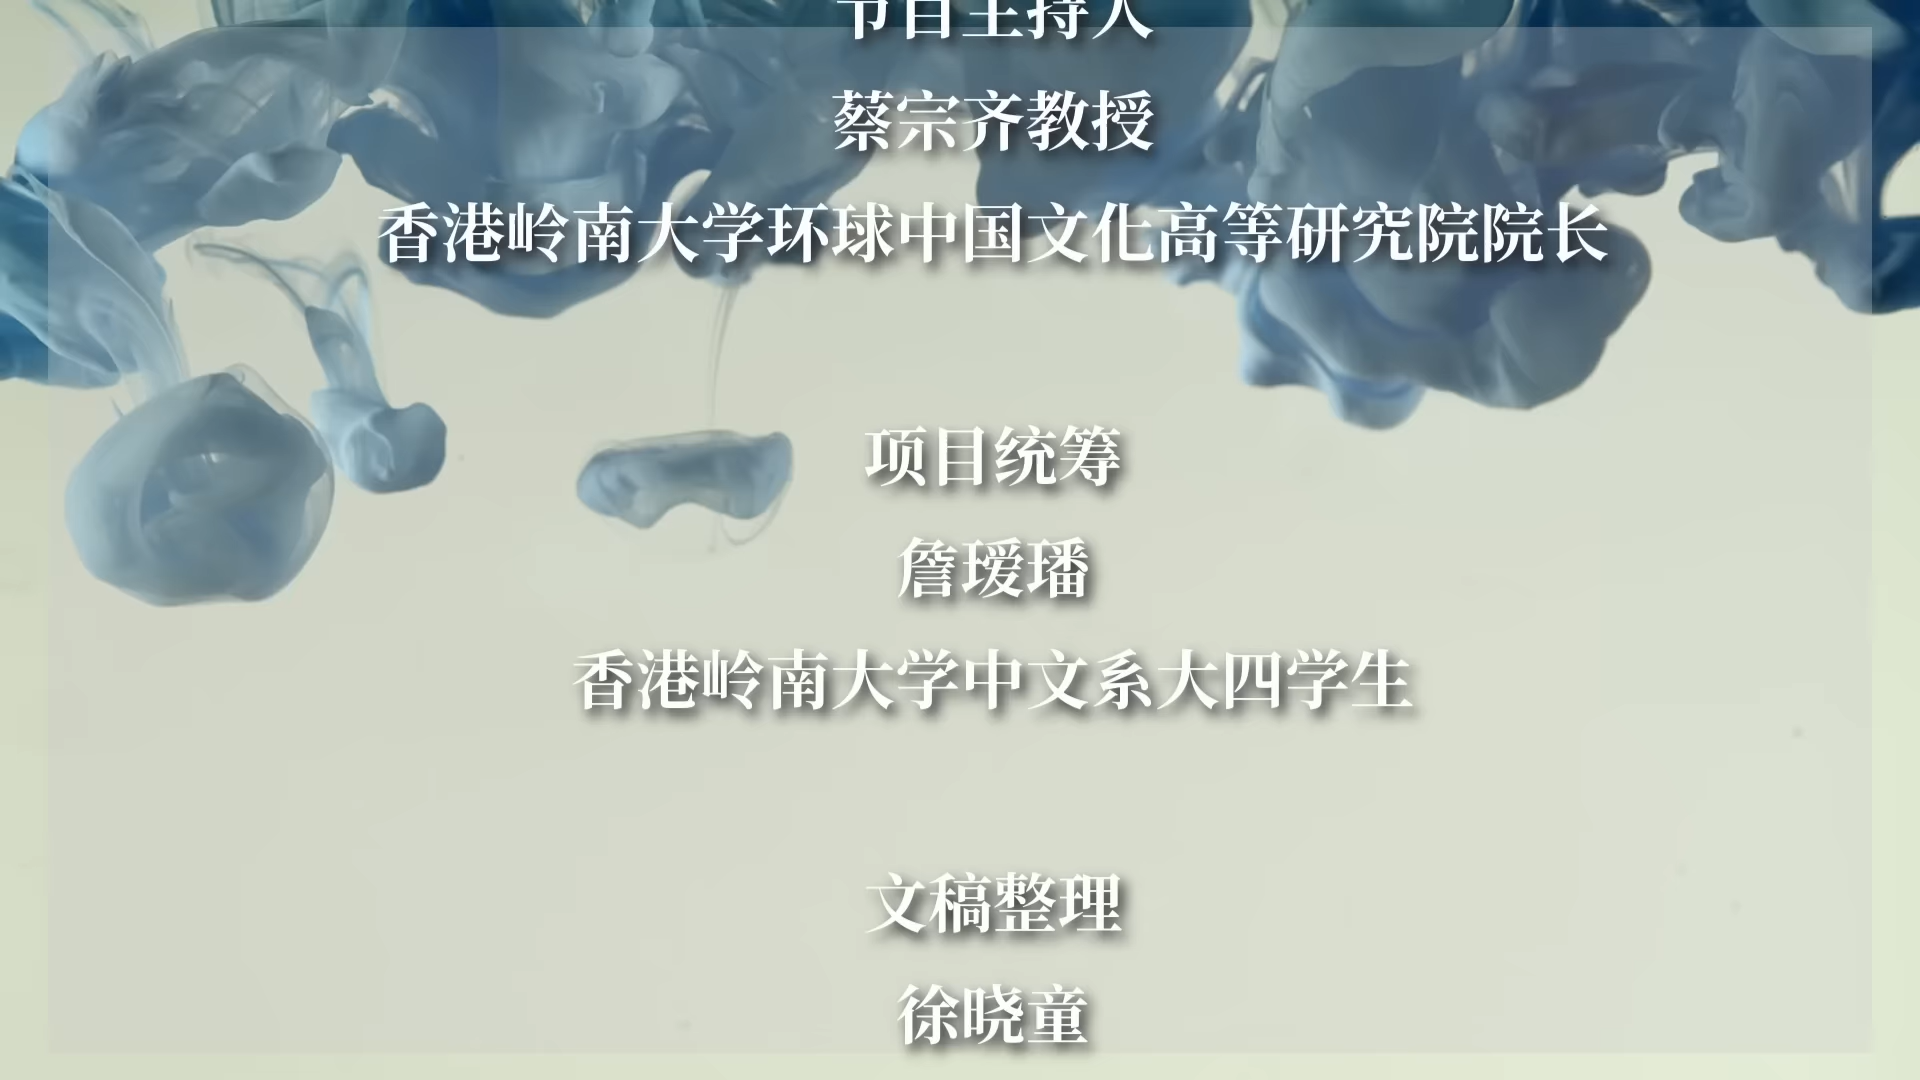 节目主持人
蔡宗齐教授
香港岭南大学环球中国文化高等研究院院长
项目统筹
詹瑷璠
香港岭南大学中文系大四学生
文稿整理
徐晓童